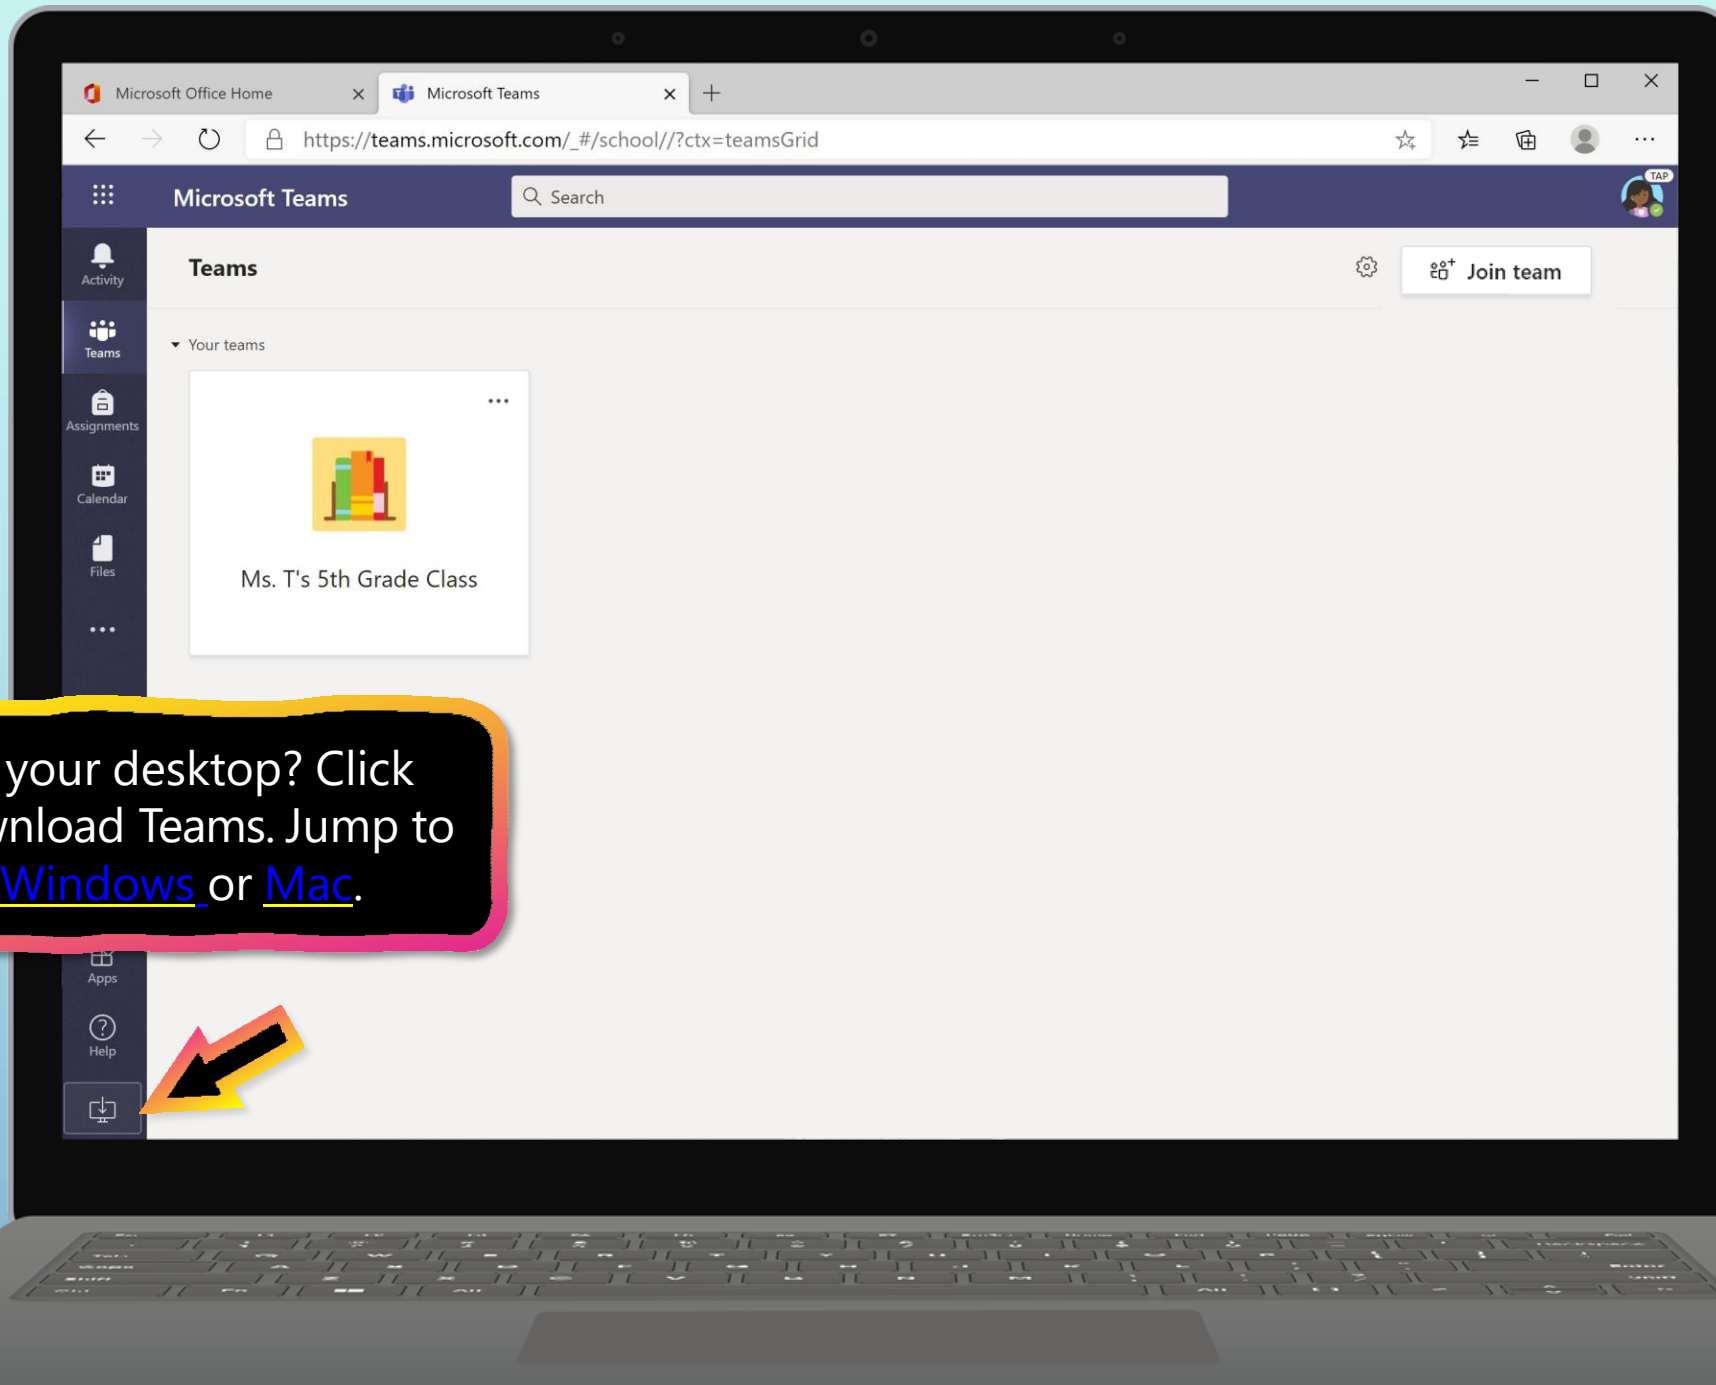 Microsoft Office Home
Microsoft Teams
https://teams.microsoft.com/_#/school//?ctx=teamsGrid
Microsoft Teams
Search
TAP
Activity
Teams
Join team
Teams
Your teams
Assignments
Calendar
Ms. T's 5th Grade Class
Files
your desktop? Click
wnload Teams. Jump to
Windows or Mac.
Apps
Help